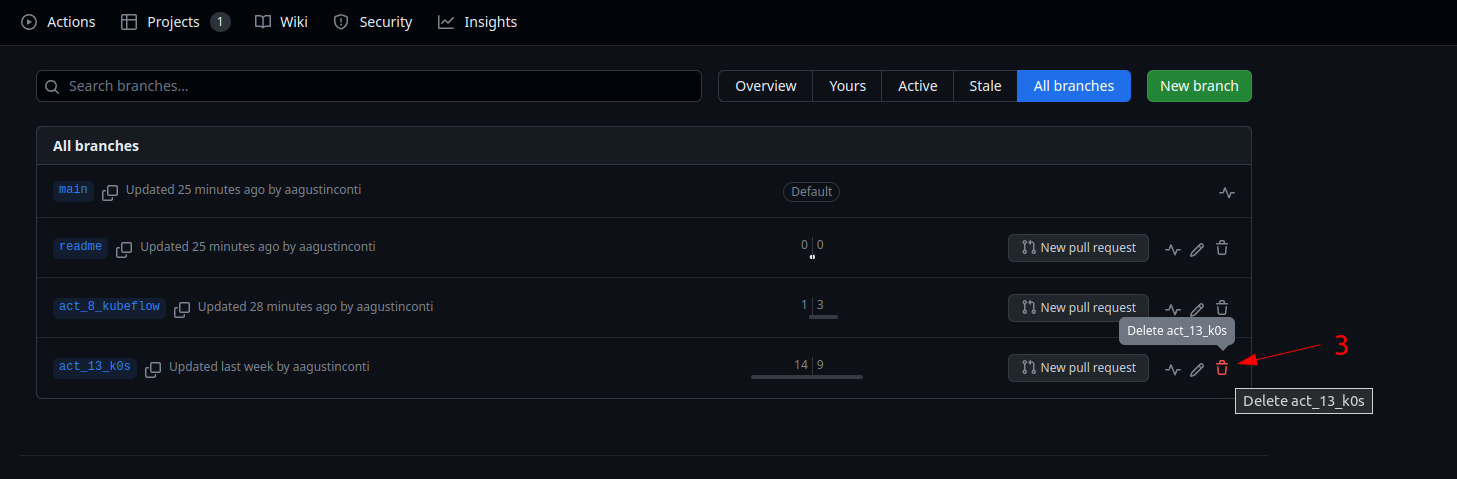 Actions Projects 1 Wiki Security Insights
Search branches... Overview Yours Active Stale All branches New branch
All branches
main Updated 25 minutes ago by aagustinconti Default
readme Updated 25 minutes ago by aagustinconti 0 0 New pull request
act_8_kubeflow Updated 28 minutes ago by aagustinconti 1 3 New pull request
Delete act_13_k0s
3
act_13_k0s Updated last week by aagustinconti 14 9 New pull request
Delete act_13_k0s